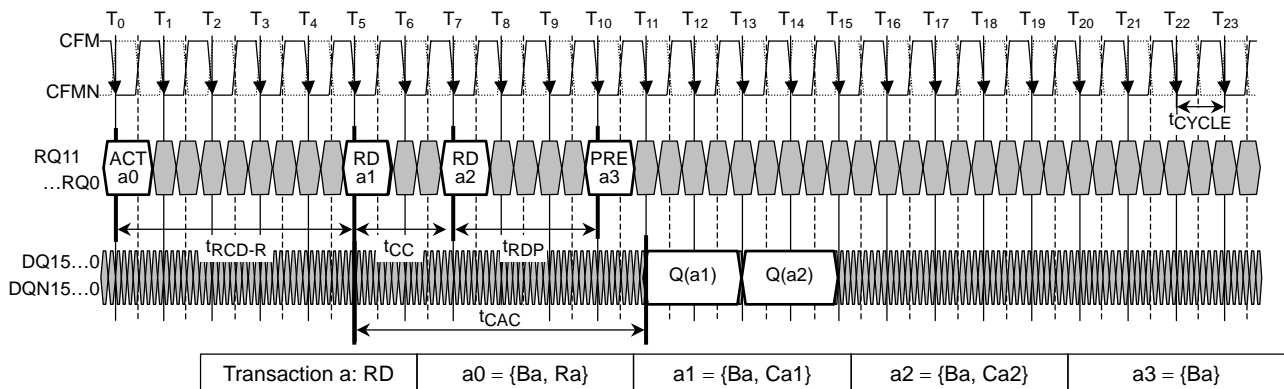 T0 T1 T2 T3 T4 T5 T6 T7 T8 T9 T10 T11 T12 T13 T14 T15 T16 T17 T18 T19 T20 T21 T22 T23
CFM
CFMN
tCYCLE
RQ11
…RQ0
ACT
a0
RD
a1
RD
a2
PRE
a3
tRCD-R
tCC
tRDP
DQ15…0
DQN15…0
Q(a1)
Q(a2)
tCAC
Transaction a: RD
a0 = {Ba, Ra}
a1 = {Ba, Ca1}
a2 = {Ba, Ca2}
a3 = {Ba}